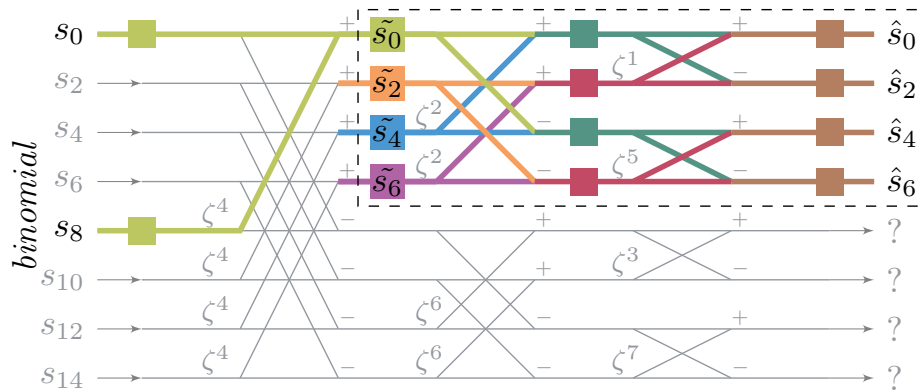 s₀ + s̃₀ + ŝ₀
s₂ + s̃₂ + ζ¹ − ŝ₂
s₄ + s̃₄ ζ² − + ŝ₄
s₆ + s̃₆ ζ² − ζ⁵ − ŝ₆
binomial
s₈ ζ⁴ − + + ?
s₁₀ ζ⁴ − + ζ³ − ?
s₁₂ ζ⁴ − ζ⁶ − + ?
s₁₄ ζ⁴ − ζ⁶ − ζ⁷ − ?